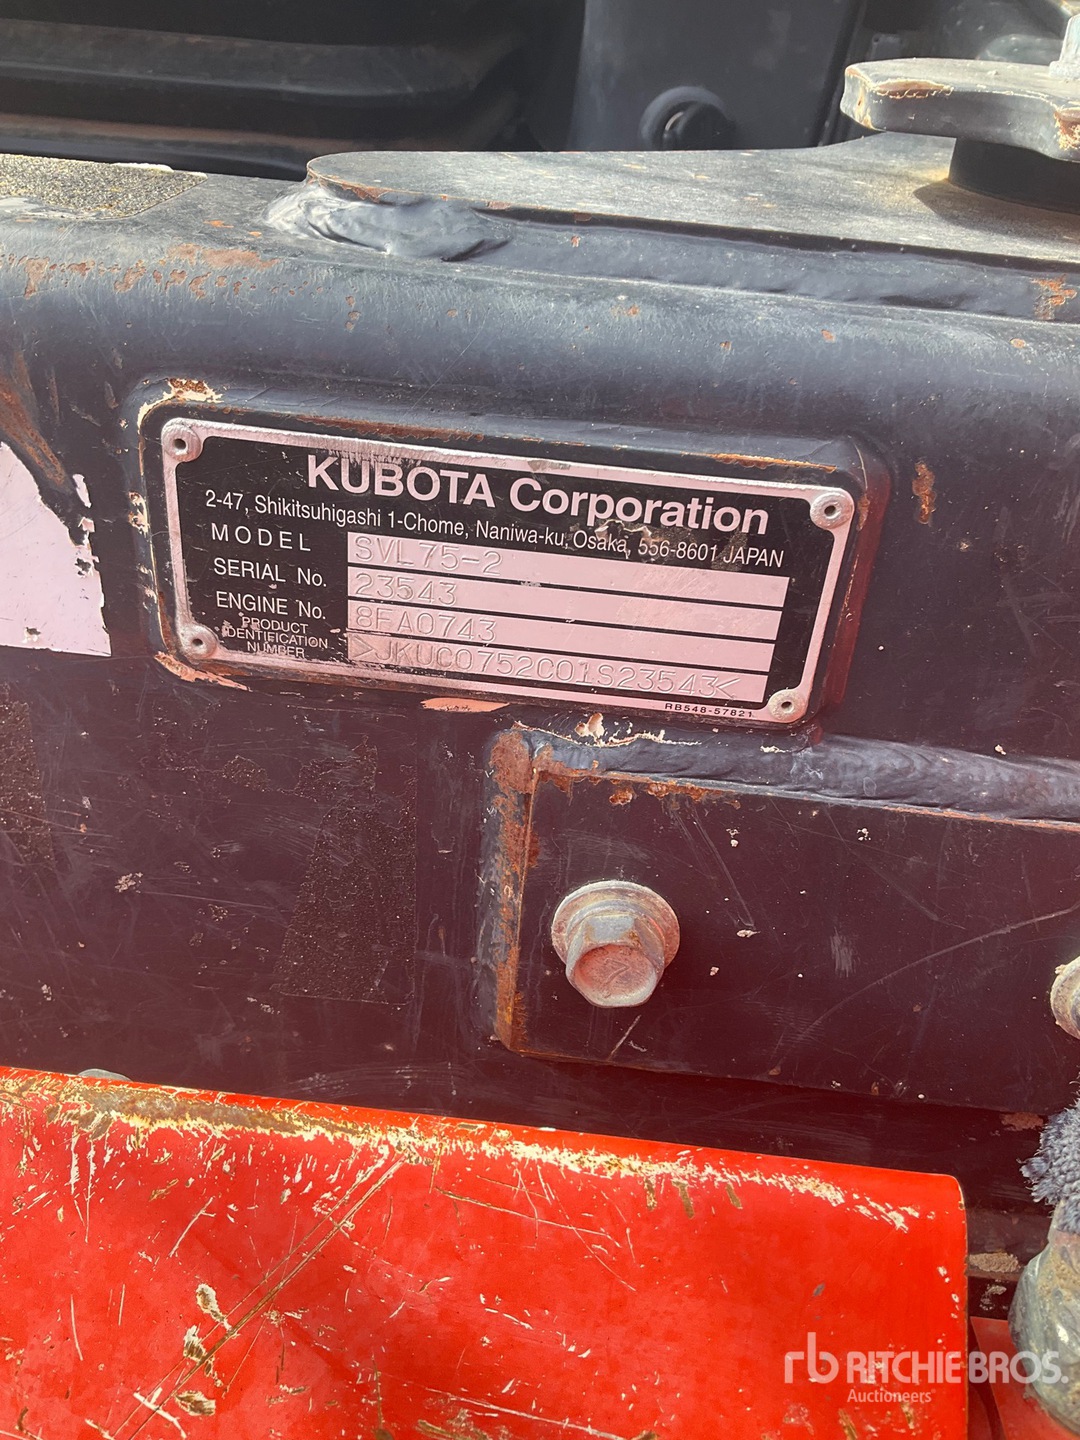 KUBOTA Corporation
2-47, Shikitsuhigashi 1-Chome, Naniwa-ku, Osaka, 556-8601 JAPAN
MODEL SVL75-2
SERIAL No. 23543
ENGINE No. 8FA0743
PRODUCT
IDENTIFICATION
NUMBER >JKUC0752C01S23543<
RB548-57821
7
rb RITCHIE BROS.
Auctioneers